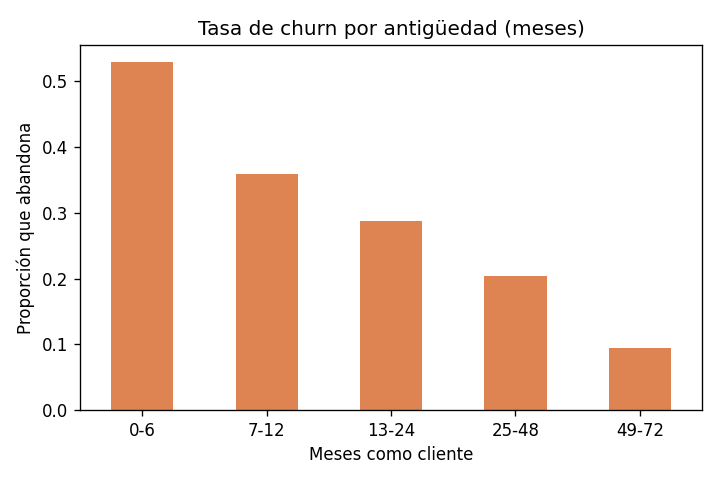 Tasa de churn por antigüedad (meses)
Proporción que abandona
0.5
0.4
0.3
0.2
0.1
0.0
0-6 7-12 13-24 25-48 49-72
Meses como cliente